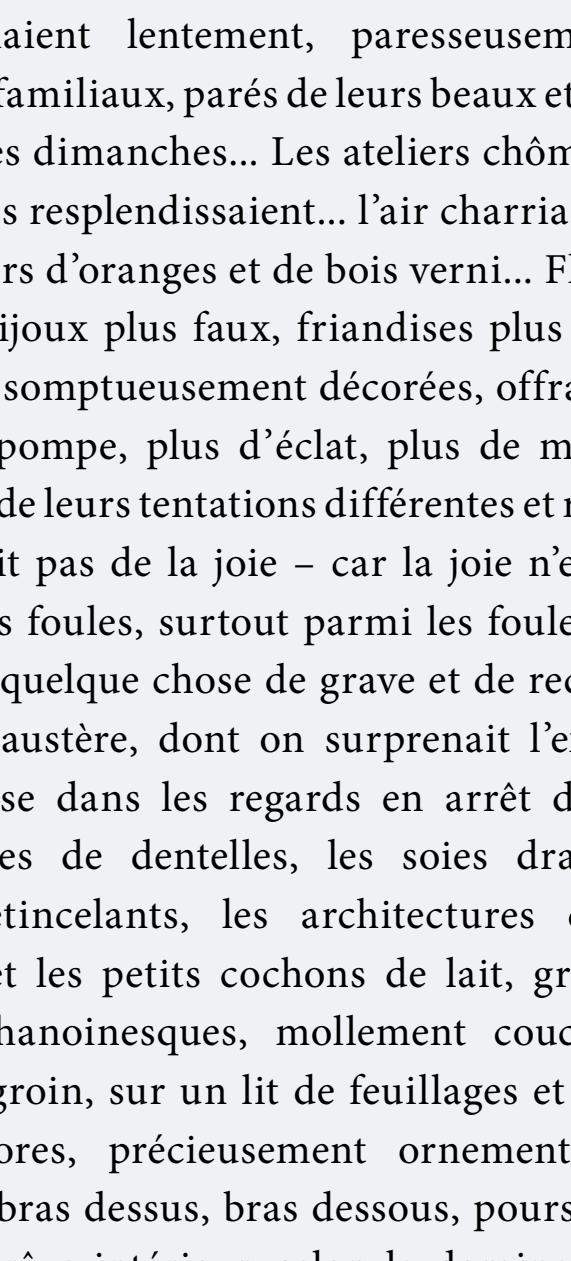 aient lentement, paresseusem
familiaux, parés de leurs beaux et
es dimanches... Les ateliers chôm
s resplendissaient... l’air charria
rs d’oranges et de bois verni... Fl
ijoux plus faux, friandises plus
somptueusement décorées, offra
pompe, plus d’éclat, plus de m
de leurs tentations différentes et
it pas de la joie – car la joie n’e
s foules, surtout parmi les foule
quelque chose de grave et de rec
austère, dont on surprenait l’e
se dans les regards en arrêt d
es de dentelles, les soies dra
étincelants, les architectures
et les petits cochons de lait, gr
hanoinesques, mollement couc
groin, sur un lit de feuillages et
ores, précieusement ornement
bras dessus, bras dessous, pours